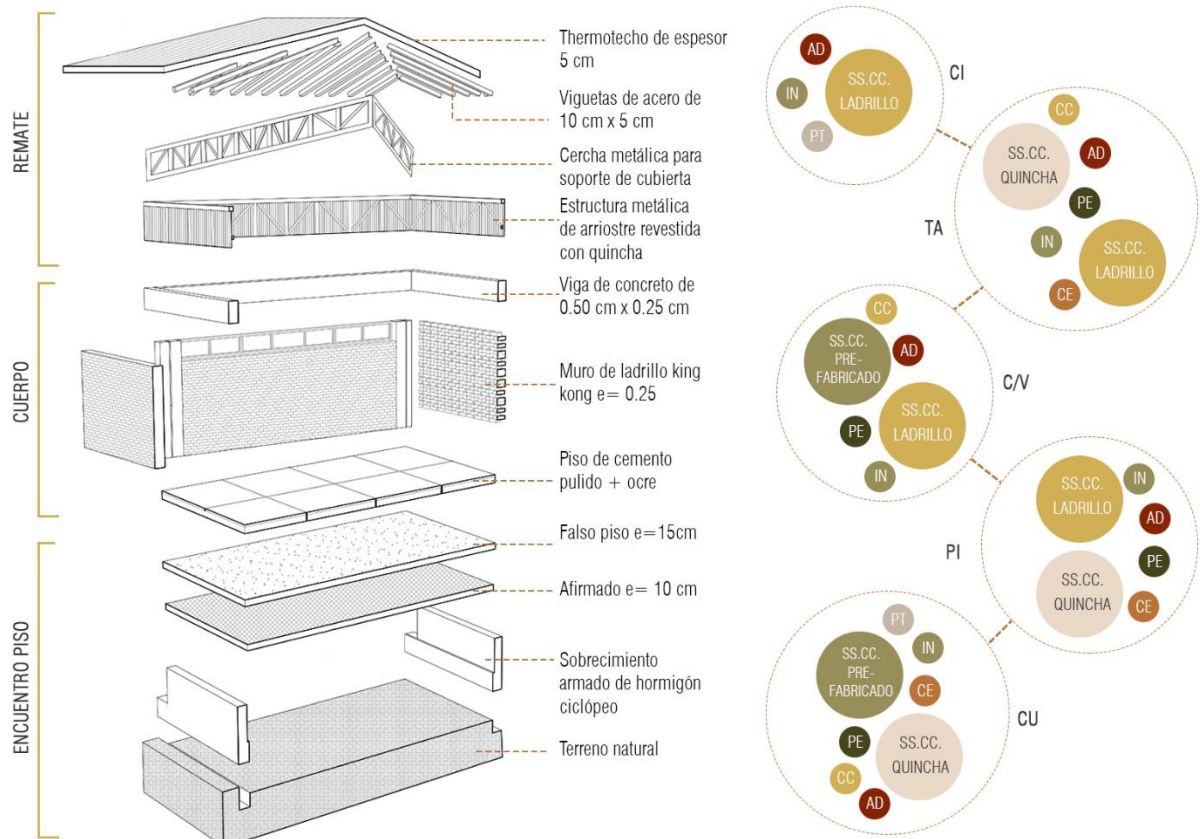 REMATE
Thermotecho de espesor
5 cm
Viguetas de acero de
10 cm x 5 cm
Cercha metálica para
soporte de cubierta
Estructura metálica
de arriostre revestida
con quincha
CUERPO
Viga de concreto de
0.50 cm x 0.25 cm
Muro de ladrillo king
kong e= 0.25
Piso de cemento
pulido + ocre
ENCUENTRO PISO
Falso piso e=15cm
Afirmado e= 10 cm
Sobrecimiento
armado de hormigón
ciclópeo
Terreno natural
CI
AD
IN
PT
SS.CC.
LADRILLO
TA
CC
SS.CC.
QUINCHA
AD
PE
IN
SS.CC.
LADRILLO
CE
C/V
CC
SS.CC.
PRE-
FABRICADO
AD
SS.CC.
LADRILLO
PE
IN
PI
SS.CC.
LADRILLO
IN
AD
PE
SS.CC.
QUINCHA
CE
CU
PT
IN
SS.CC.
PRE-
FABRICADO
CE
PE
SS.CC.
QUINCHA
CC
AD